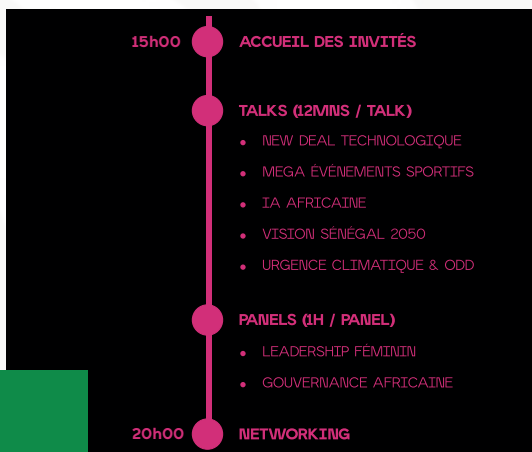 15h00 ACCUEIL DES INVITÉS
TALKS (12MNS / TALK)
• NEW DEAL TECHNOLOGIQUE
• MEGA ÉVÉNEMENTS SPORTIFS
• IA AFRICAINE
• VISION SÉNÉGAL 2050
• URGENCE CLIMATIQUE & ODD
PANELS (1H / PANEL)
• LEADERSHIP FÉMININ
• GOUVERNANCE AFRICAINE
20h00 NETWORKING